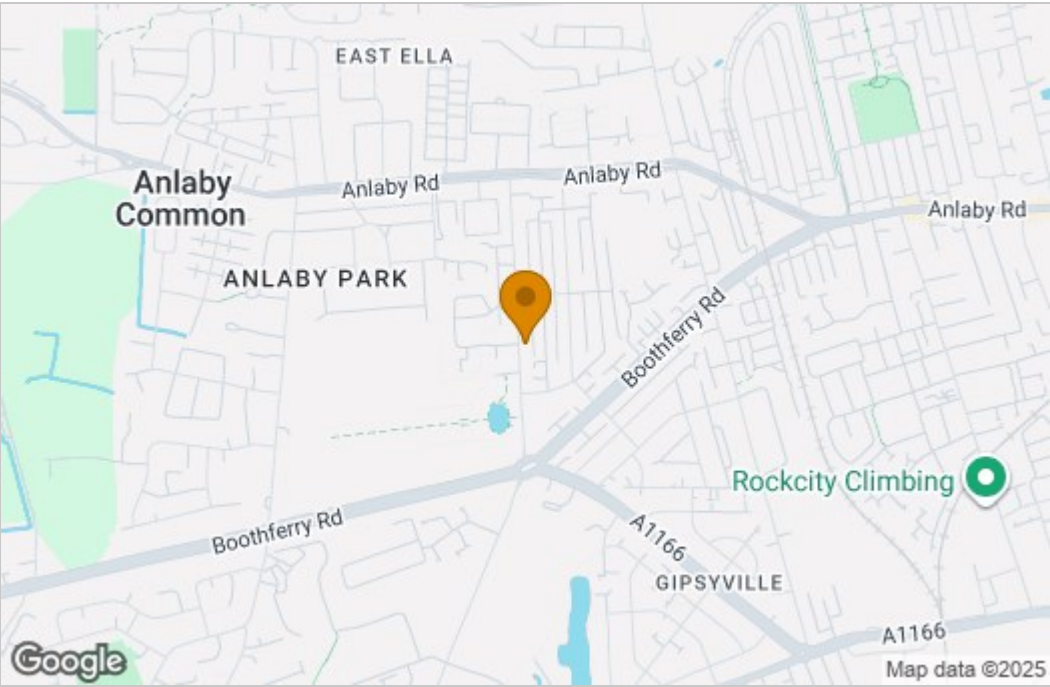 EAST ELLA
Anlaby Rd
Anlaby Rd
Anlaby
Common
Anlaby Rd
ANLABY PARK
Boothferry Rd
Rockcity Climbing
Boothferry Rd
A1166
GIPSYVILLE
A1166
Google
Map data ©2025